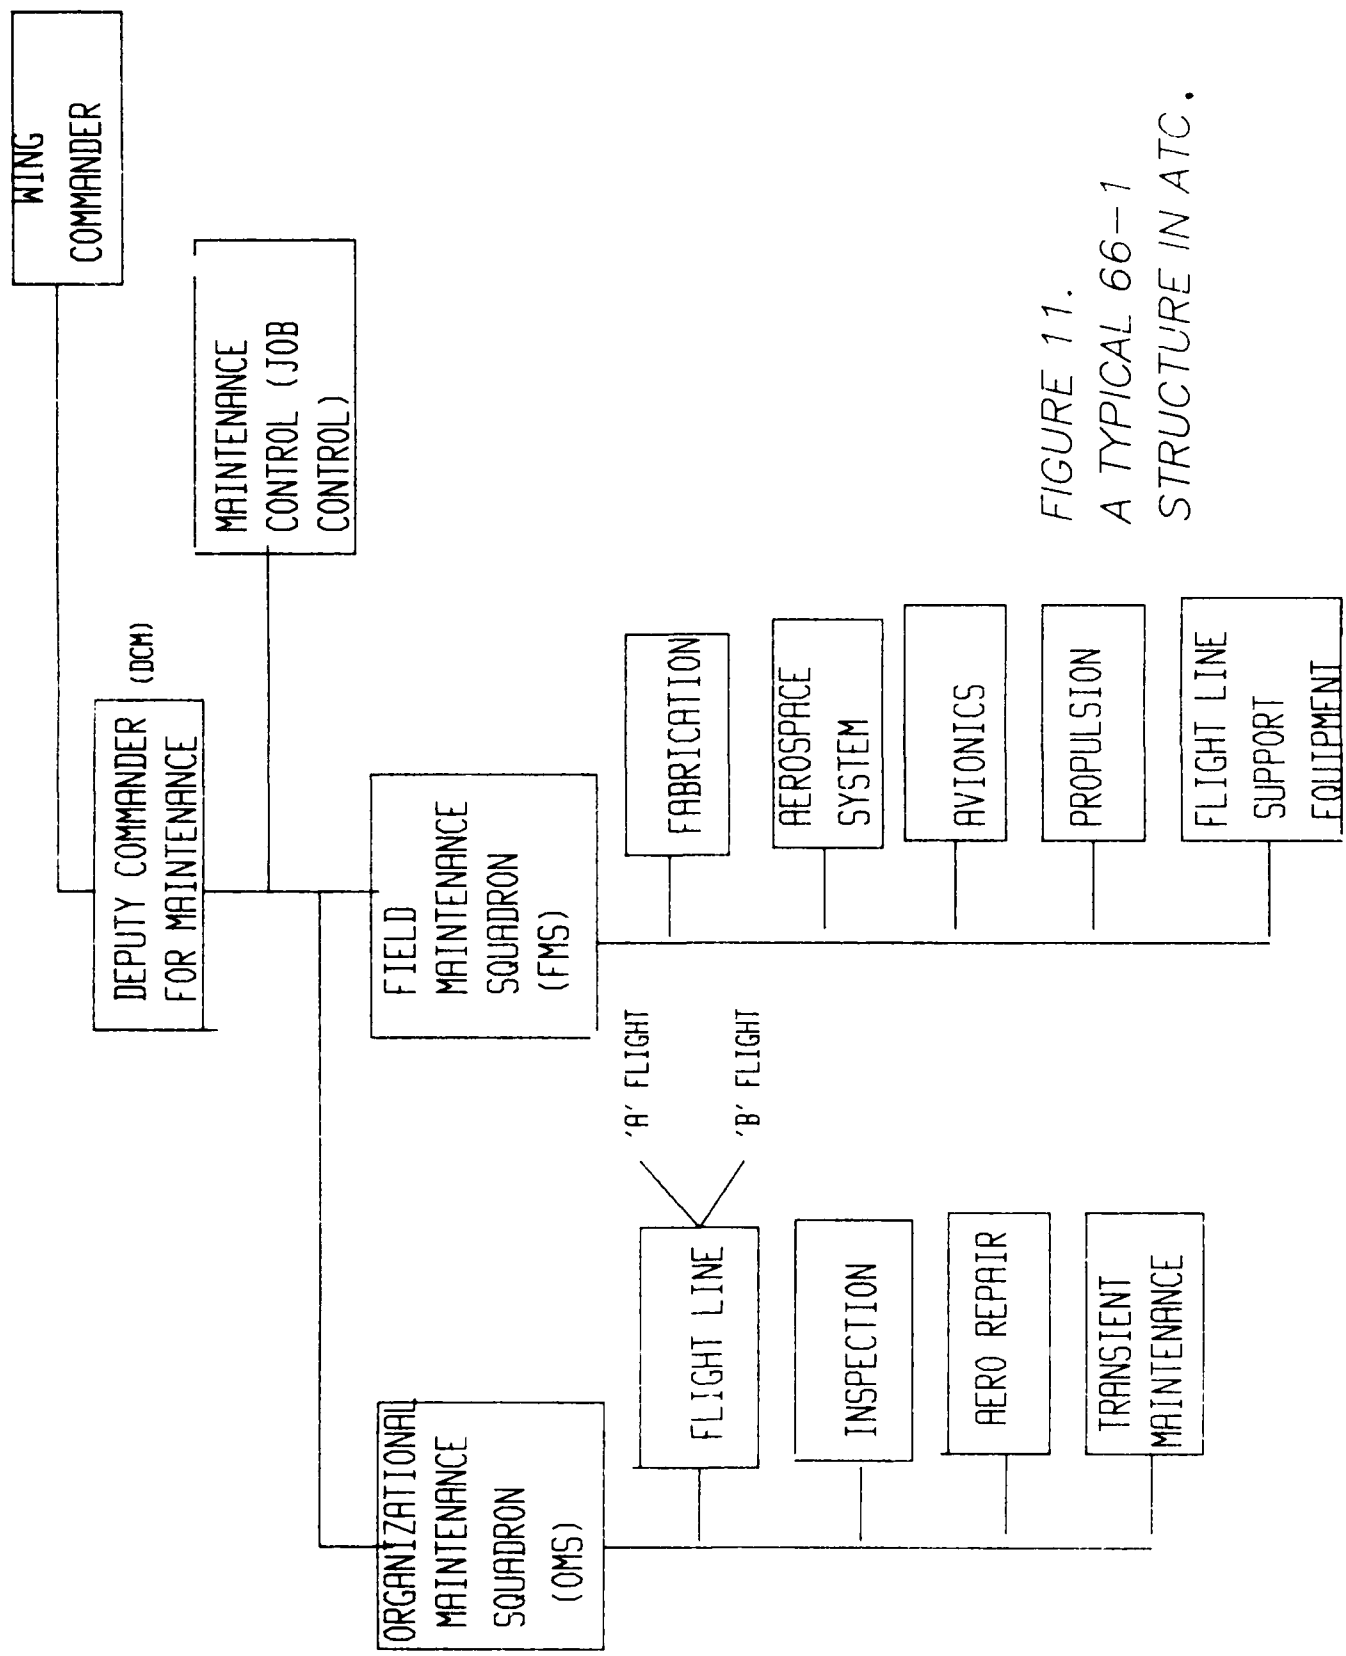 WING
COMMANDER
DEPUTY COMMANDER
FOR MAINTENANCE
(DCM)
MAINTENANCE
CONTROL (JOB
CONTROL)
ORGANIZATIONAL
MAINTENANCE
SQUADRON
(OMS)
FIELD
MAINTENANCE
SQUADRON
(FMS)
FLIGHT LINE
'A' FLIGHT
'B' FLIGHT
INSPECTION
AERO REPAIR
TRANSIENT
MAINTENANCE
FABRICATION
AEROSPACE
SYSTEM
AVIONICS
PROPULSION
FLIGHT LINE
SUPPORT
EQUIPMENT
FIGURE 11.
A TYPICAL 66-1
STRUCTURE IN ATC.